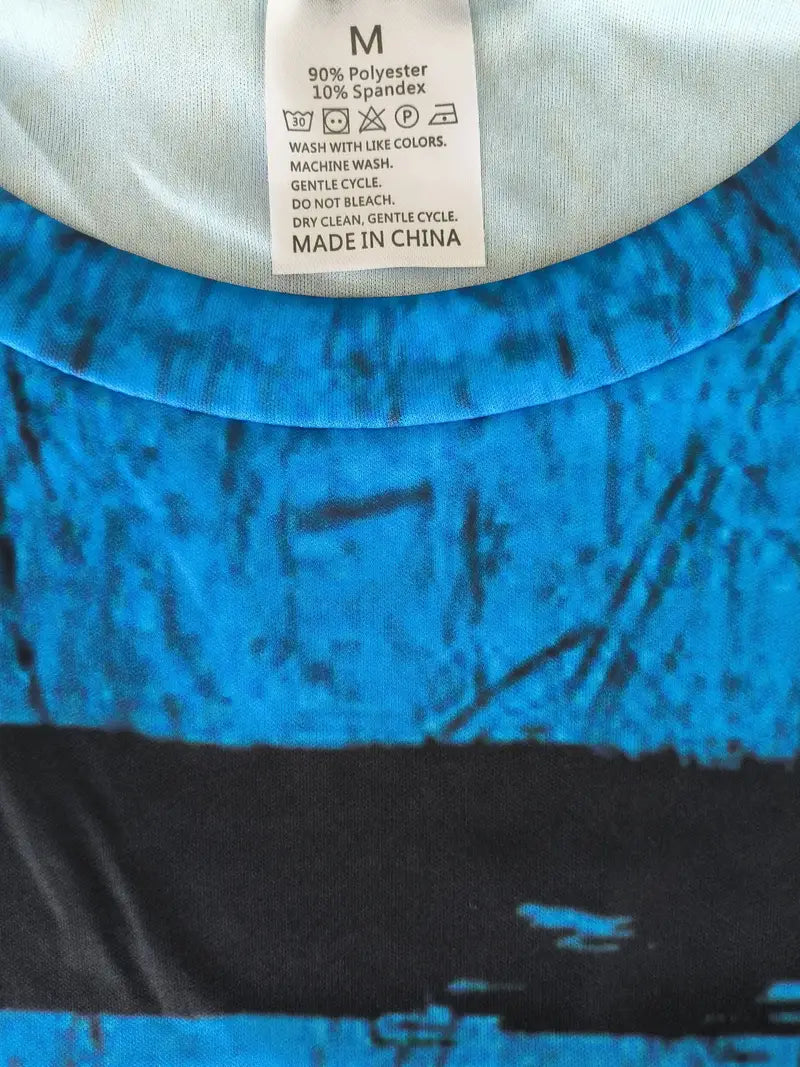 M
90% Polyester
10% Spandex
30 P
WASH WITH LIKE COLORS.
MACHINE WASH.
GENTLE CYCLE.
DO NOT BLEACH.
DRY CLEAN, GENTLE CYCLE.
MADE IN CHINA